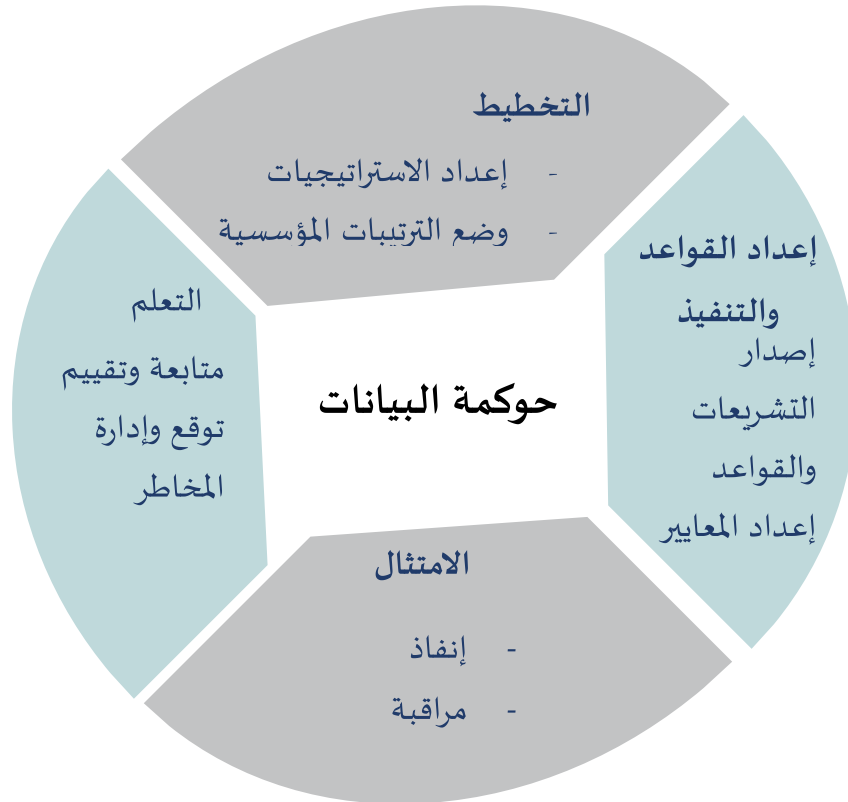 التخطيط
- إعداد الاستراتيجيات
- وضع الترتيبات المؤسسية
إعداد القواعد
والتنفيذ
إصدار
التشريعات
والقواعد
إعداد المعايير
حوكمة البيانات
التعلم
متابعة وتقييم
توقع وإدارة
المخاطر
الامتثال
- إنفاذ
- مراقبة